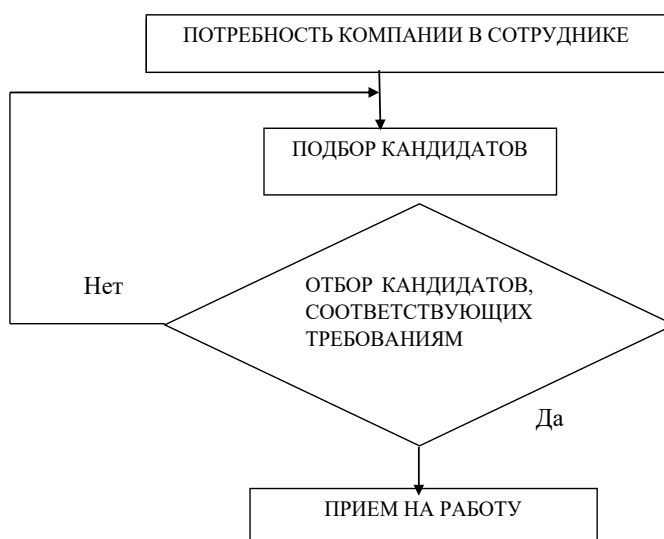 ПОТРЕБНОСТЬ КОМПАНИИ В СОТРУДНИКЕ
ПОДБОР КАНДИДАТОВ
Нет
ОТБОР КАНДИДАТОВ,
СООТВЕТСТВУЮЩИХ
ТРЕБОВАНИЯМ
Да
ПРИЕМ НА РАБОТУ